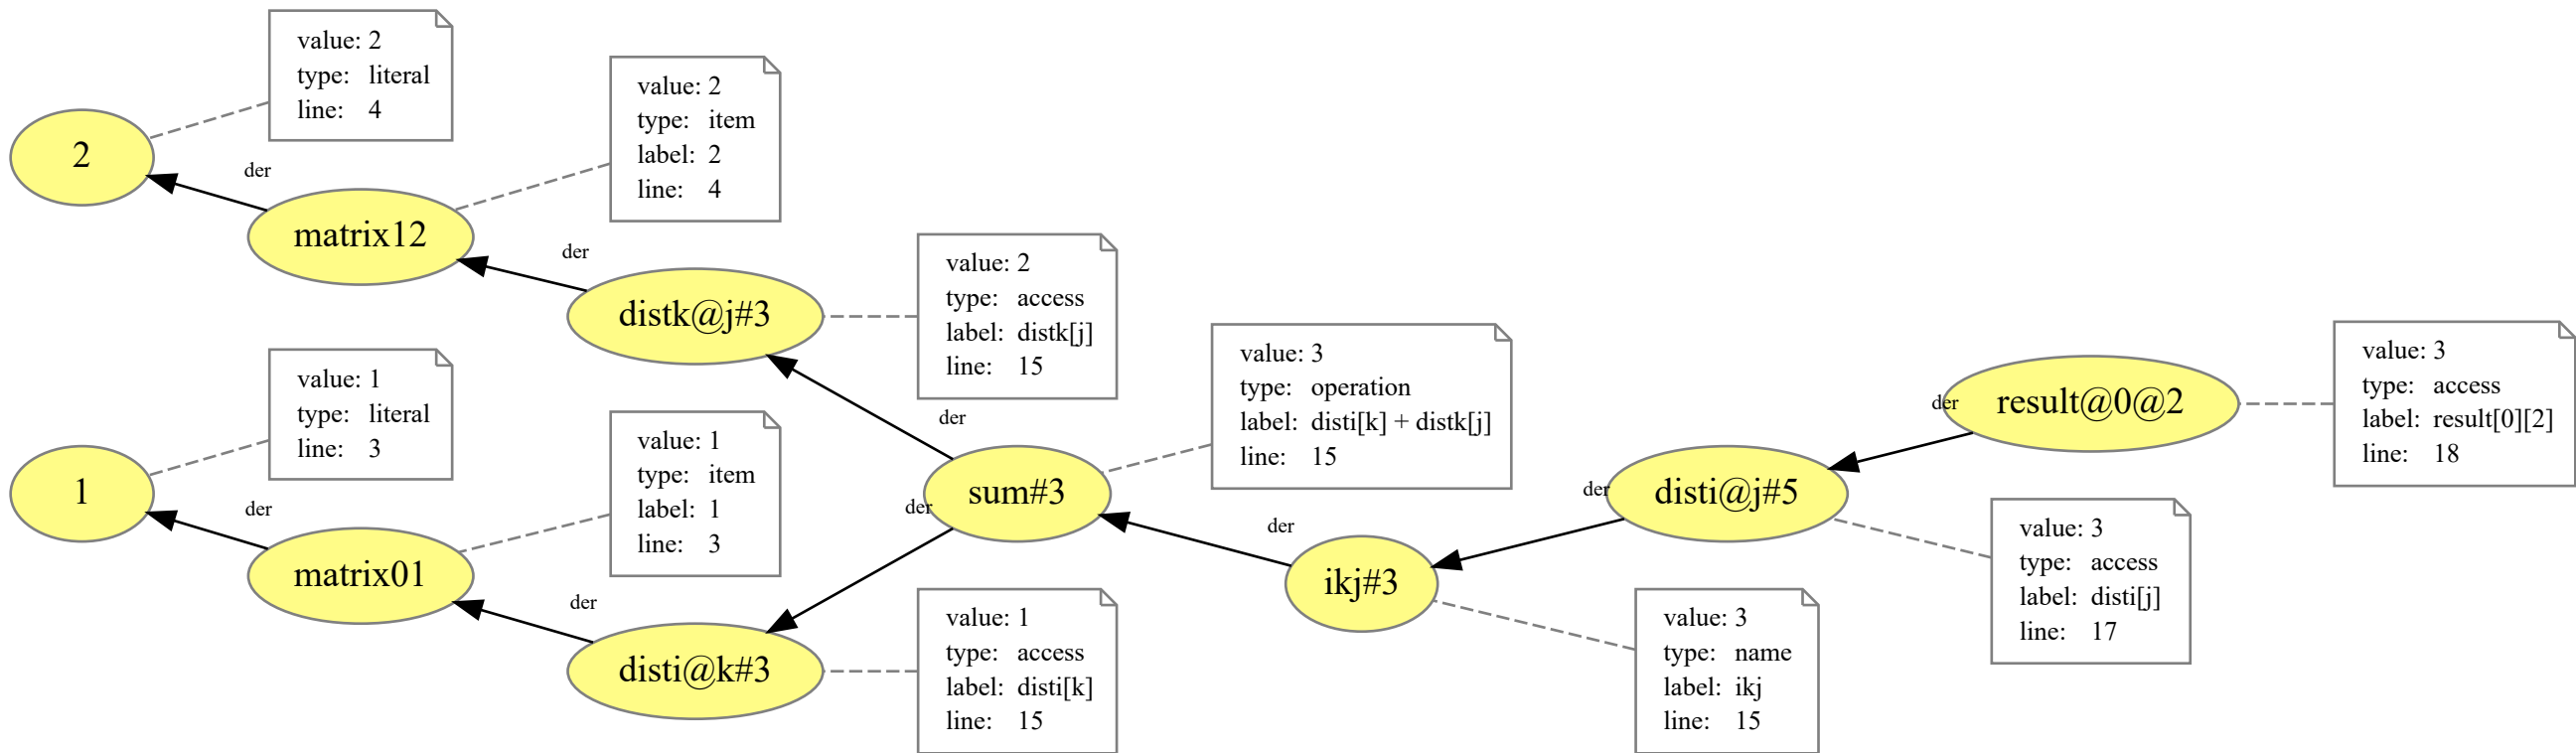 value: 2
type: literal
line: 4
2
der
value: 2
type: item
label: 2
line: 4
matrix12
der
value: 2
type: access
label: distk[j]
line: 15
distk@j#3
der
value: 1
type: literal
line: 3
1
der
value: 1
type: item
label: 1
line: 3
matrix01
der
value: 1
type: access
label: disti[k]
line: 15
disti@k#3
der
value: 3
type: operation
label: disti[k] + distk[j]
line: 15
sum#3
der
value: 3
type: name
label: ikj
line: 15
ikj#3
der
value: 3
type: access
label: disti[j]
line: 17
disti@j#5
der
value: 3
type: access
label: result[0][2]
line: 18
result@0@2